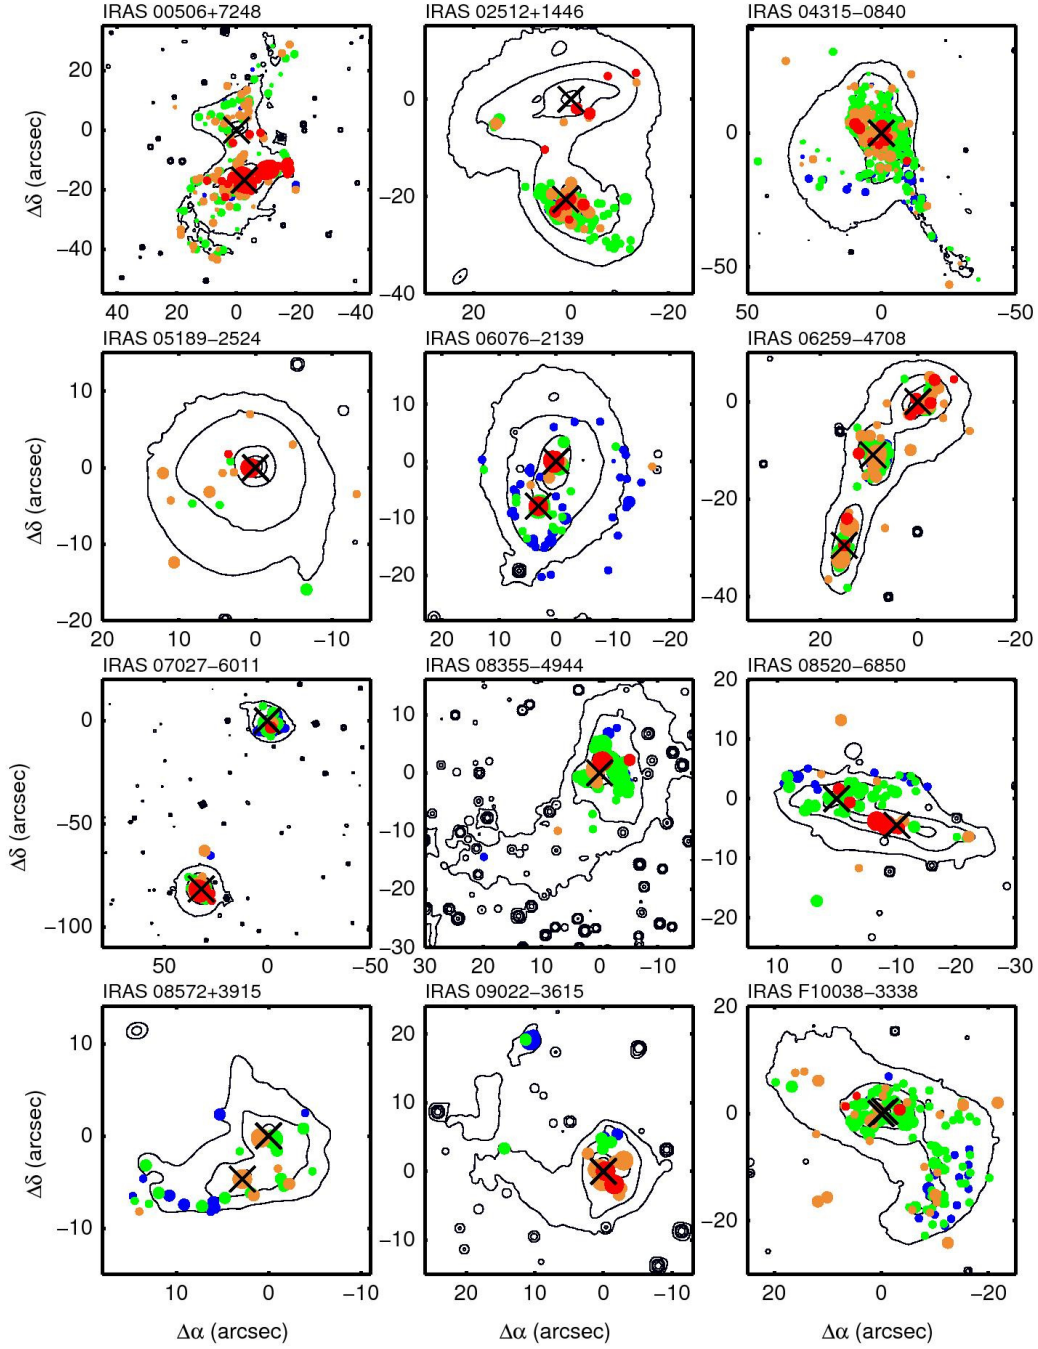 IRAS 00506+7248 IRAS 02512+1446 IRAS 04315−0840
20 0 −20 −40
0 −20 −40
0 −50
Δδ (arcsec)
40 20 0 −20 −40
20 0 −20
50 0 −50
IRAS 05189−2524 IRAS 06076−2139 IRAS 06259−4708
10 0 −10 −20
10 0 −10 −20
0 −20 −40
Δδ (arcsec)
20 10 0 −10
20 0 −20
20 0 −20
IRAS 07027−6011 IRAS 08355−4944 IRAS 08520−6850
0 −50 −100
10 0 −10 −20 −30
20 10 0 −10 −20
Δδ (arcsec)
50 0 −50
30 20 10 0 −10
10 0 −10 −20 −30
IRAS 08572+3915 IRAS 09022−3615 IRAS F10038−3338
10 0 −10
20 10 0 −10
20 0 −20
Δδ (arcsec)
10 0 −10
20 10 0 −10
20 0 −20
Δα (arcsec) Δα (arcsec) Δα (arcsec)